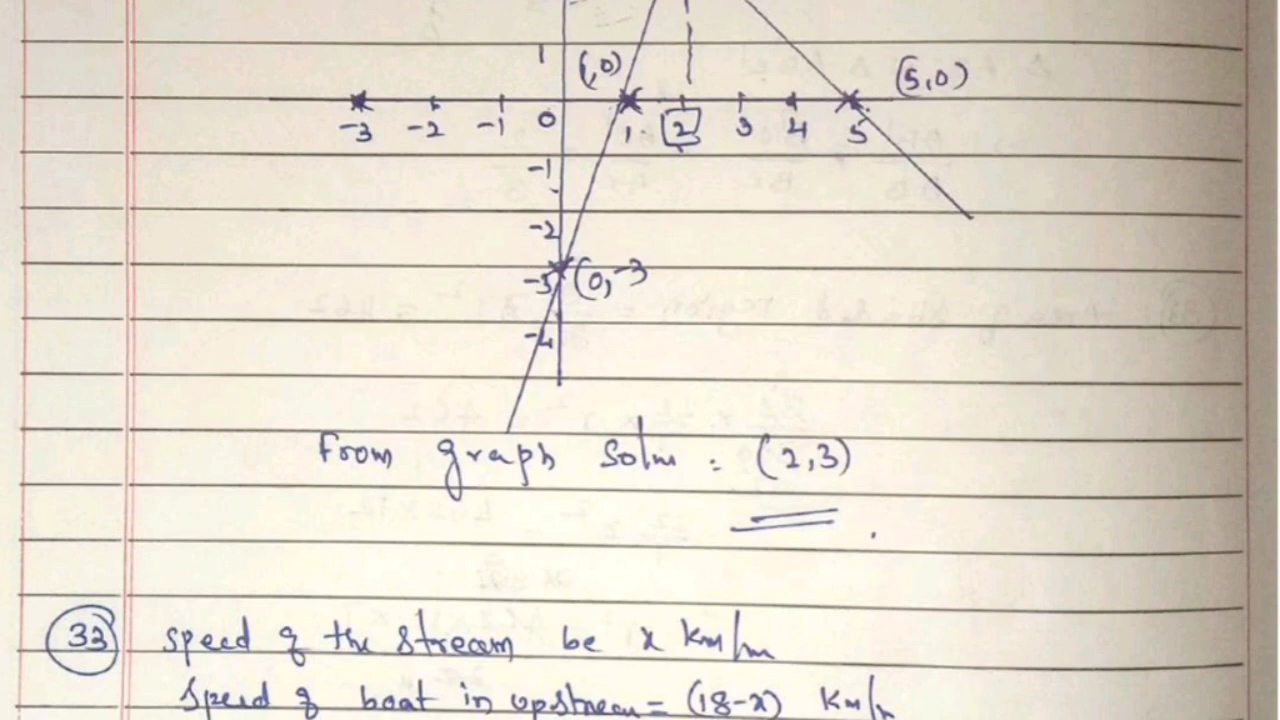 1
(1,0)
(5,0)
-3 -2 -1 0 1 2 3 4 5
-1
-2
-3 (0,-3
-4
From graph Soln : (2,3)
33 speed of the stream be x km/hr
Speed of boat in upstream = (18-x) km/hr